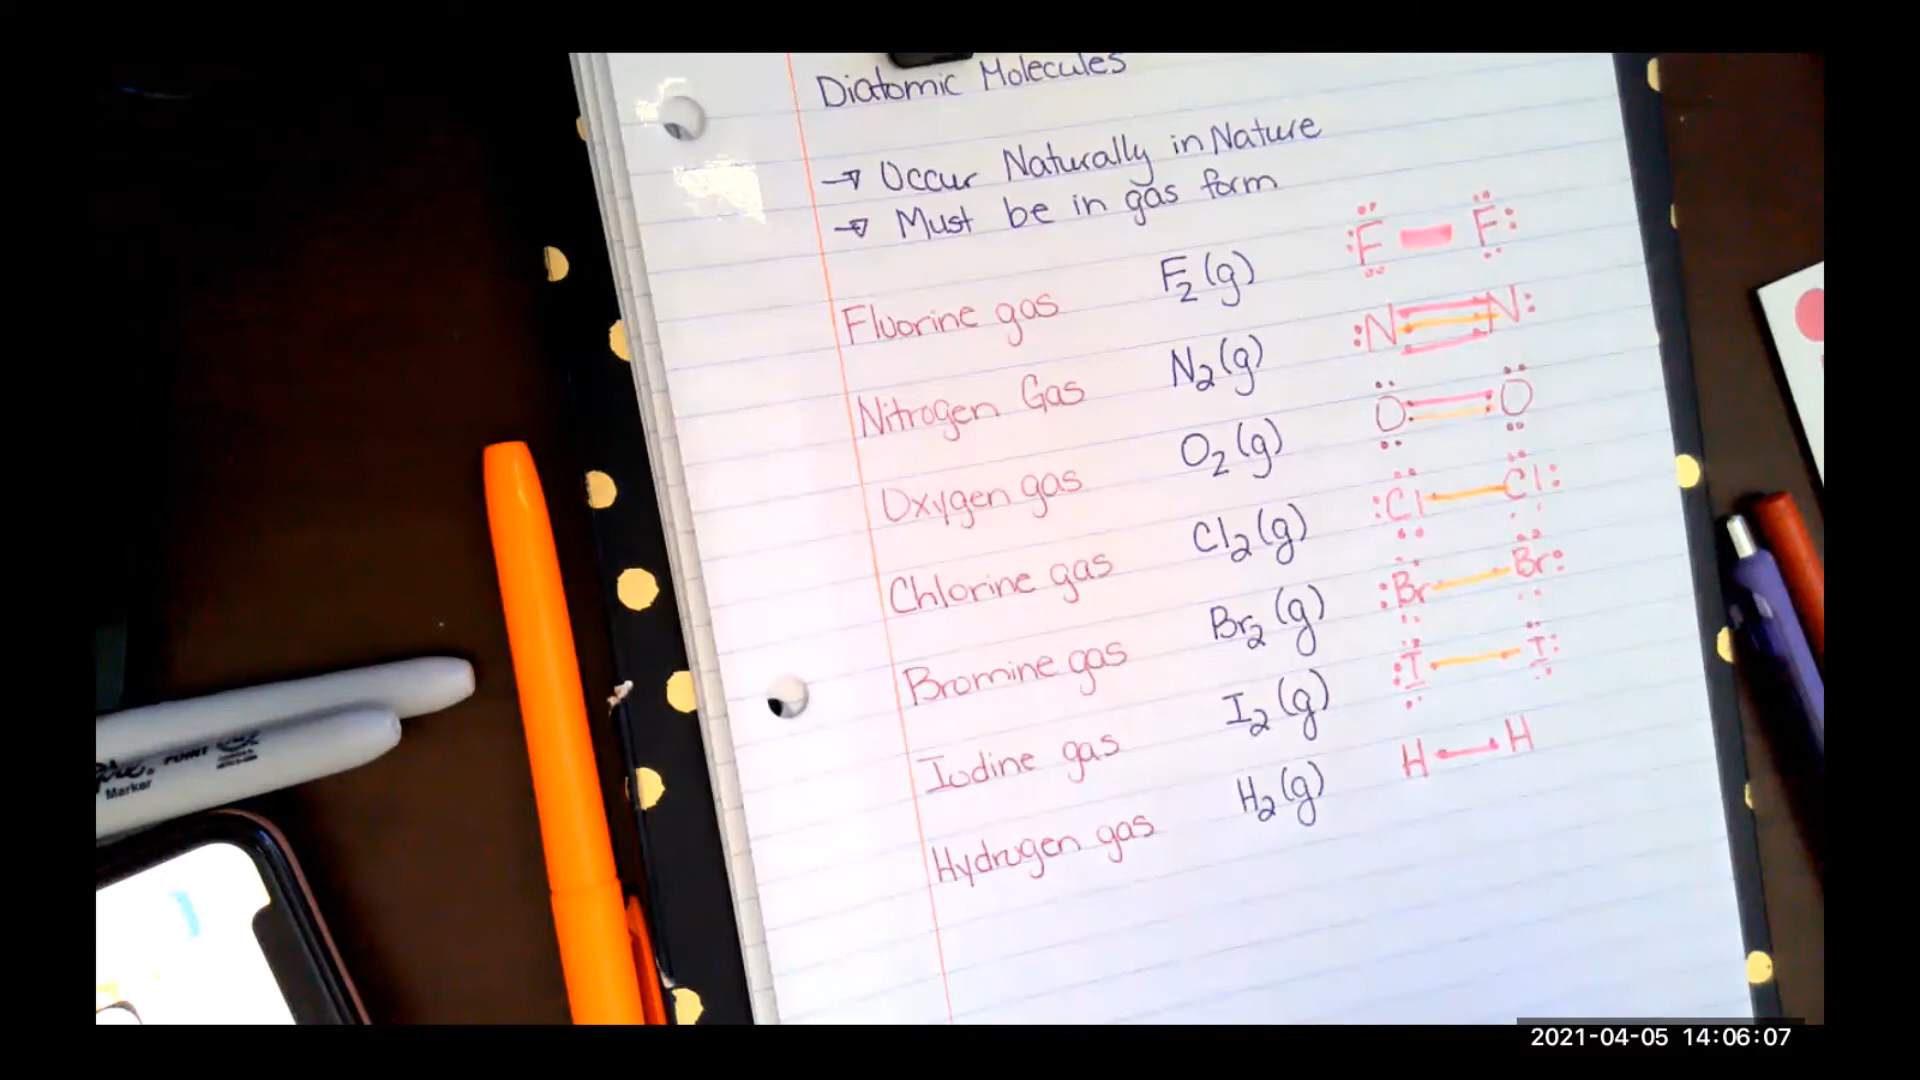 Diatomic Molecules
→ Occur Naturally in Nature
→ Must be in gas form
Fluorine gas F2(g) :F — F:
Nitrogen Gas N2(g) :N≡N:
Oxygen gas O2(g) O=O
Chlorine gas Cl2(g) :Cl — Cl:
Bromine gas Br2(g) :Br — Br:
Iodine gas I2(g) :I — I:
Hydrogen gas H2(g) H — H
POINT
Marker
2021-04-05 14:06:07